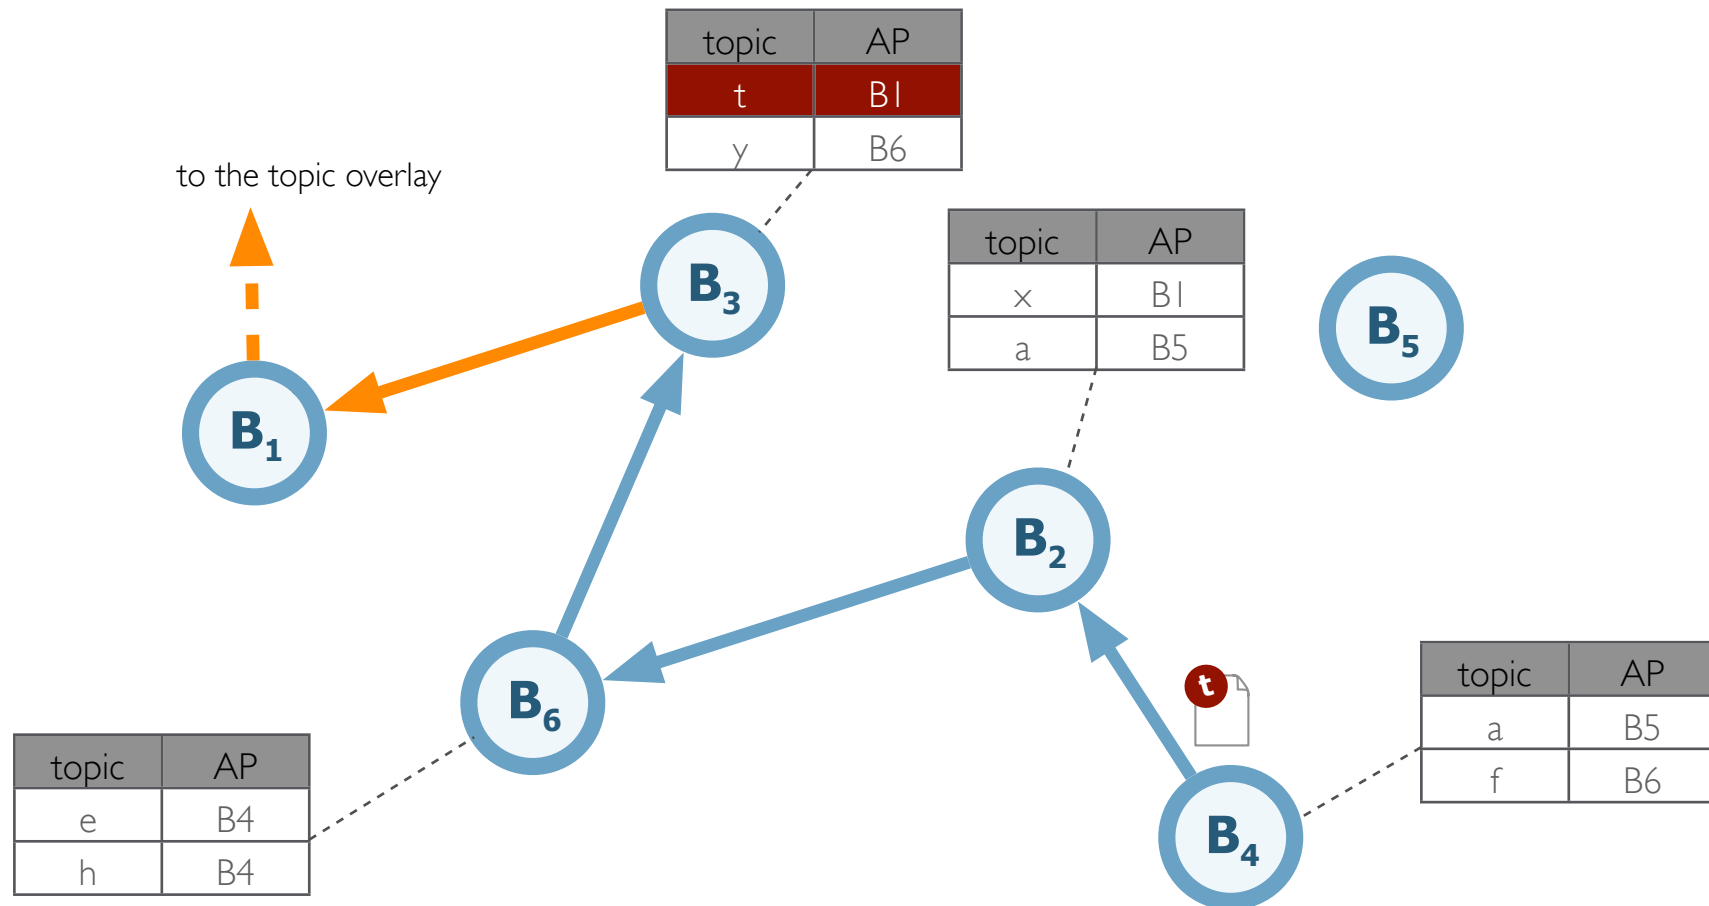 topic AP
t B1
y B6
to the topic overlay
B3
topic AP
x B1
a B5
B5
B1
B2
B6
t
topic AP
a B5
f B6
topic AP
e B4
h B4
B4